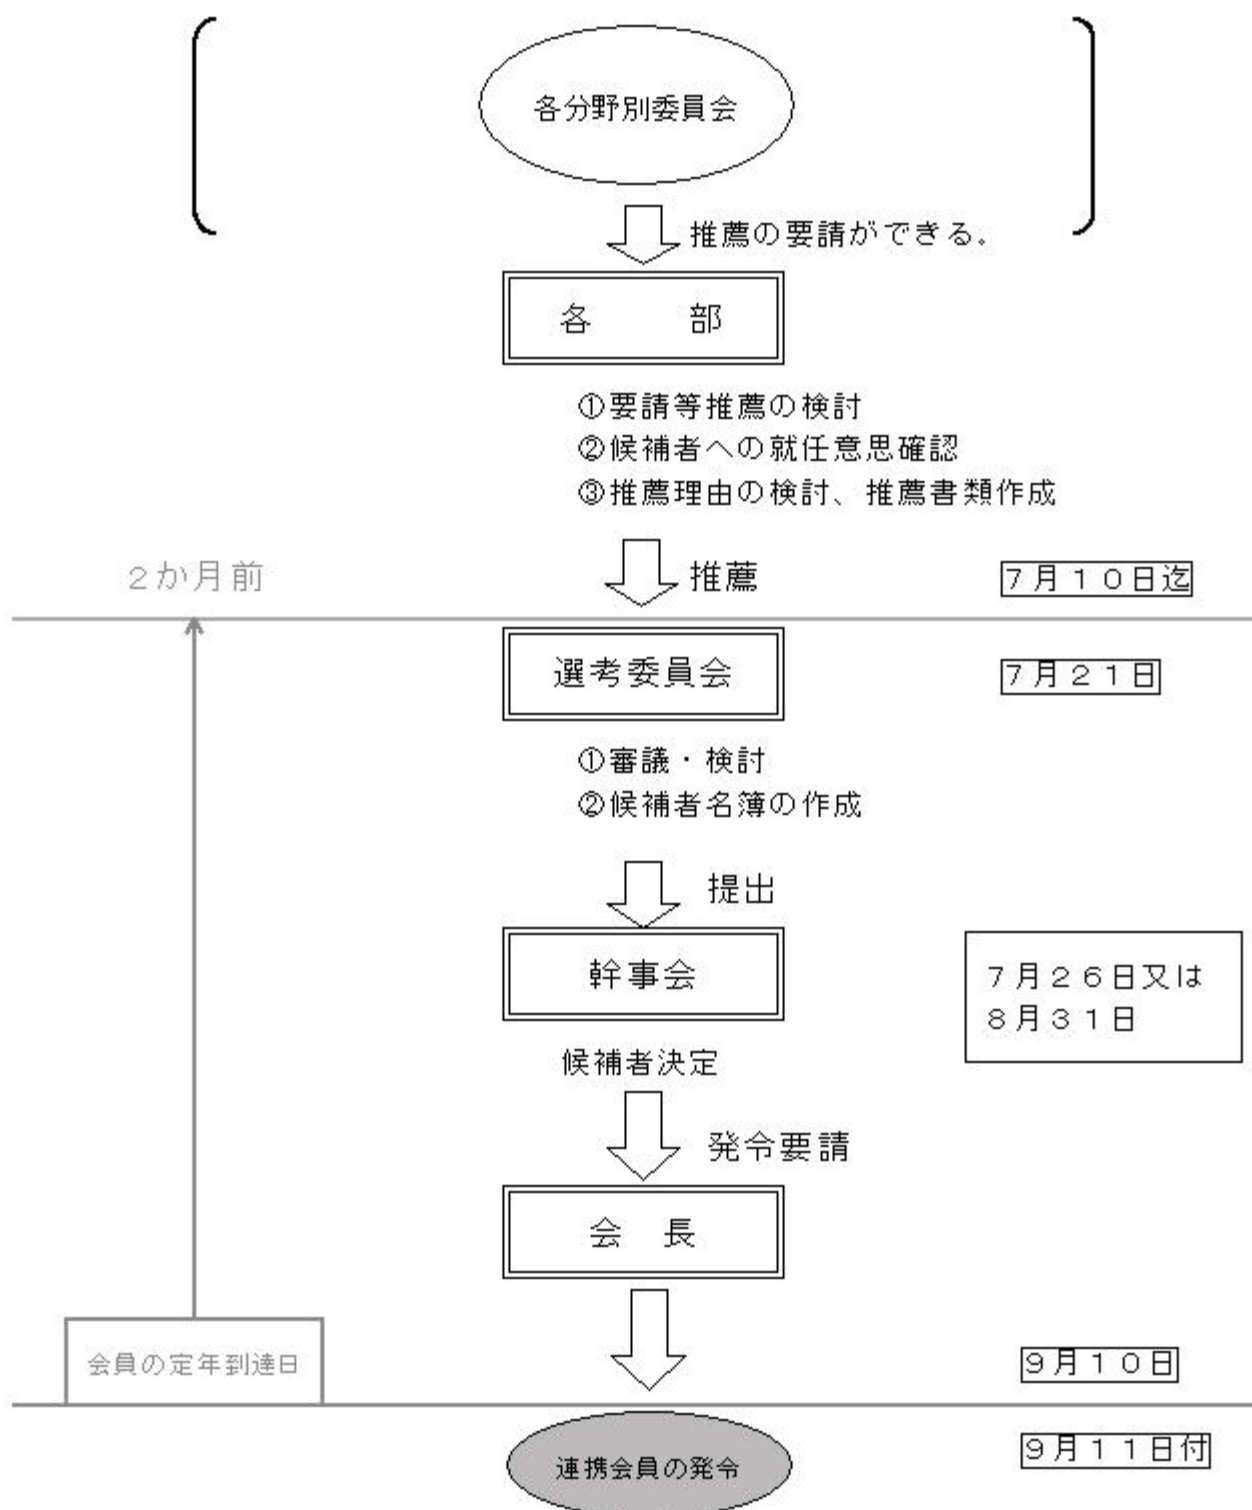 各分野別委員会
推薦の要請ができる。
各　　部
①要請等推薦の検討
②候補者への就任意思確認
③推薦理由の検討、推薦書類作成
２か月前
推薦
７月１０日迄
選考委員会
７月２１日
①審議・検討
②候補者名簿の作成
提出
幹事会
７月２６日又は
８月３１日
候補者決定
発令要請
会　長
会員の定年到達日
９月１０日
９月１１日付
連携会員の発令